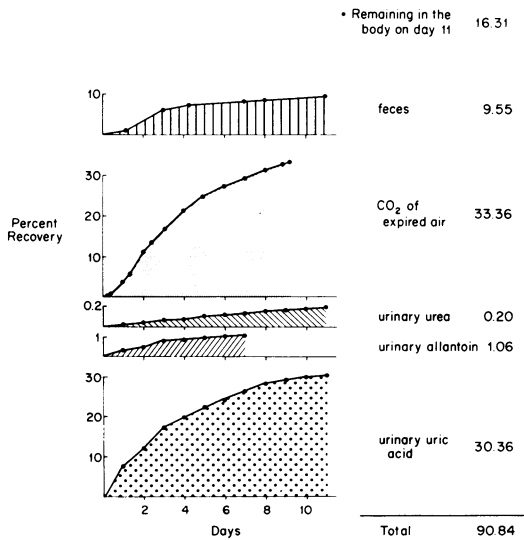 • Remaining in the
body on day 11 16.31
10
feces 9.55
30
20
10
Percent
Recovery
CO2 of
expired air 33.36
0.2
urinary urea 0.20
1
urinary allantoin 1.06
30
20
10
urinary uric
acid 30.36
2 4 6 8 10
Days
Total 90.84